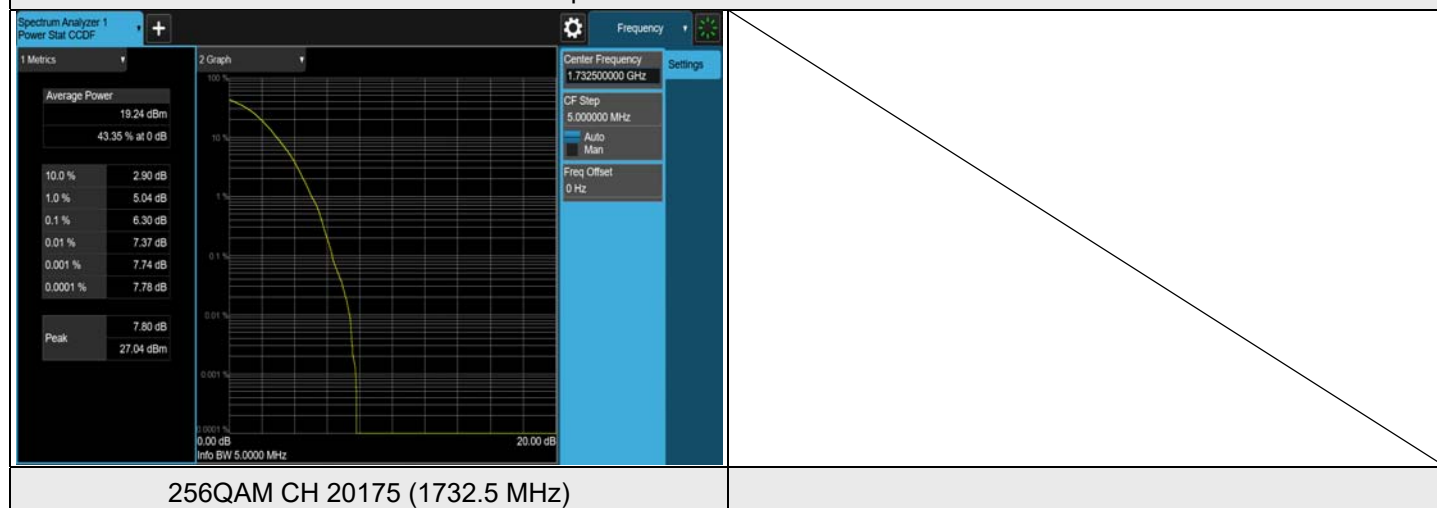 Spectrum Analyzer 1
Power Stat CCDF
+
Frequency
1 Metrics
2 Graph
Center Frequency
1.732500000 GHz
Settings
CF Step
5.000000 MHz
Auto
Man
Freq Offset
0 Hz
Average Power
19.24 dBm
43.35 % at 0 dB
10.0 % 2.90 dB
1.0 % 5.04 dB
0.1 % 6.30 dB
0.01 % 7.37 dB
0.001 % 7.74 dB
0.0001 % 7.78 dB
Peak
7.80 dB
27.04 dBm
100 %
10 %
1 %
0.1 %
0.01 %
0.001 %
0.0001 %
0.00 dB 20.00 dB
Info BW 5.0000 MHz
256QAM CH 20175 (1732.5 MHz)